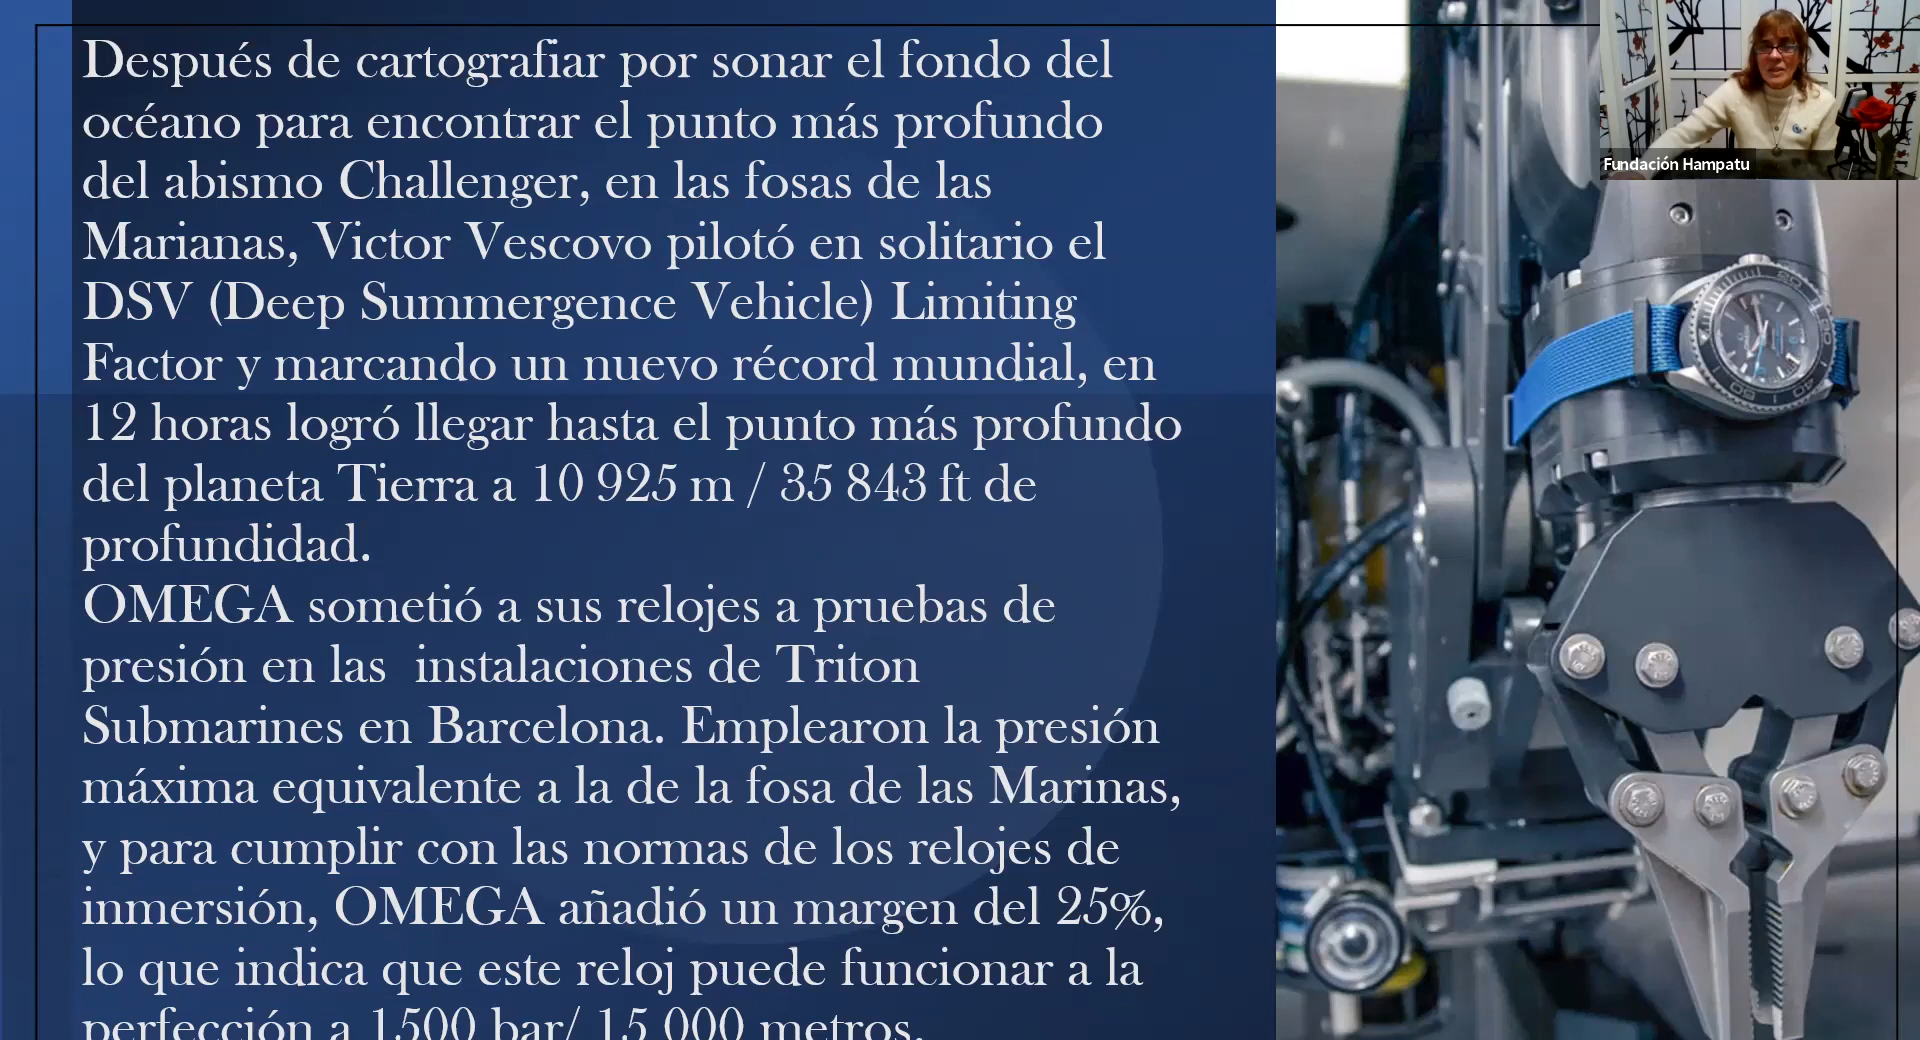 Después de cartografiar por sonar el fondo del
océano para encontrar el punto más profundo
del abismo Challenger, en las fosas de las
Marianas, Victor Vescovo pilotó en solitario el
DSV (Deep Summergence Vehicle) Limiting
Factor y marcando un nuevo récord mundial, en
12 horas logró llegar hasta el punto más profundo
del planeta Tierra a 10 925 m / 35 843 ft de
profundidad.
OMEGA sometió a sus relojes a pruebas de
presión en las  instalaciones de Triton
Submarines en Barcelona. Emplearon la presión
máxima equivalente a la de la fosa de las Marinas,
y para cumplir con las normas de los relojes de
inmersión, OMEGA añadió un margen del 25%,
lo que indica que este reloj puede funcionar a la
perfección a 1500 bar/ 15 000 metros.
Fundación Hampatu